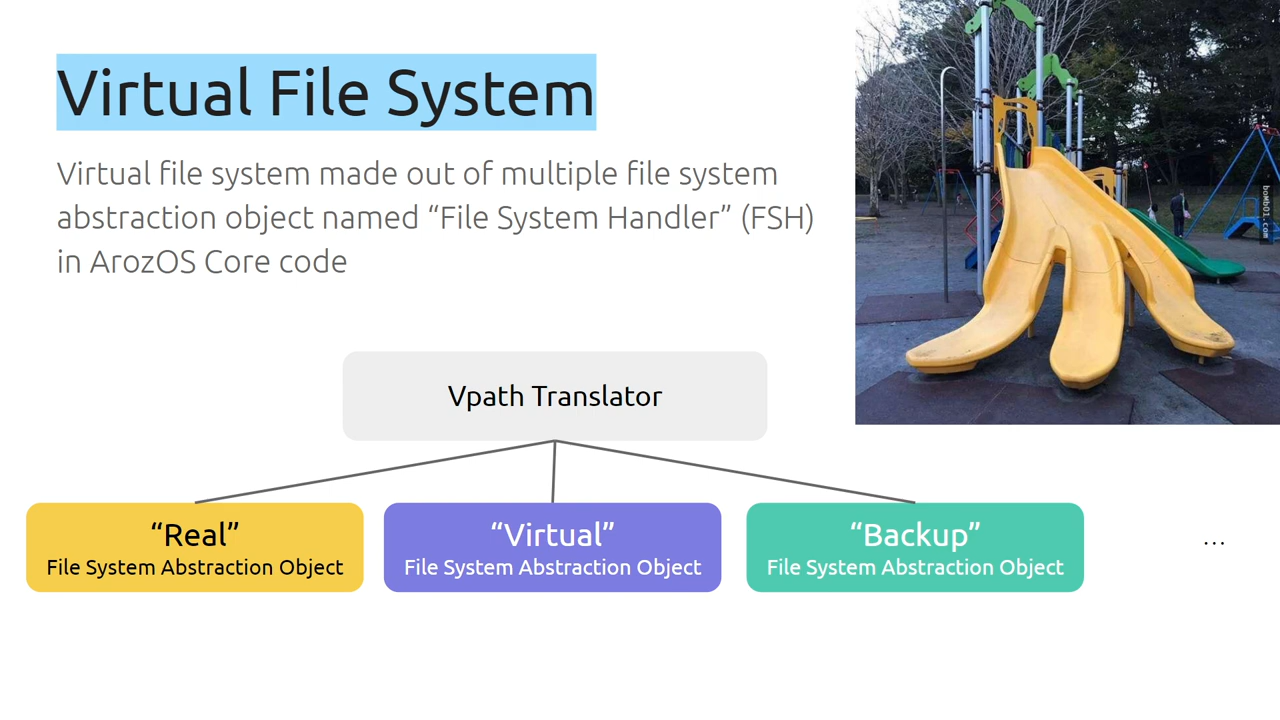 Virtual File System
Virtual file system made out of multiple file system
abstraction object named “File System Handler” (FSH)
in ArozOS Core code
bomb01.com
Vpath Translator
“Real”
File System Abstraction Object
“Virtual”
File System Abstraction Object
“Backup”
File System Abstraction Object
...